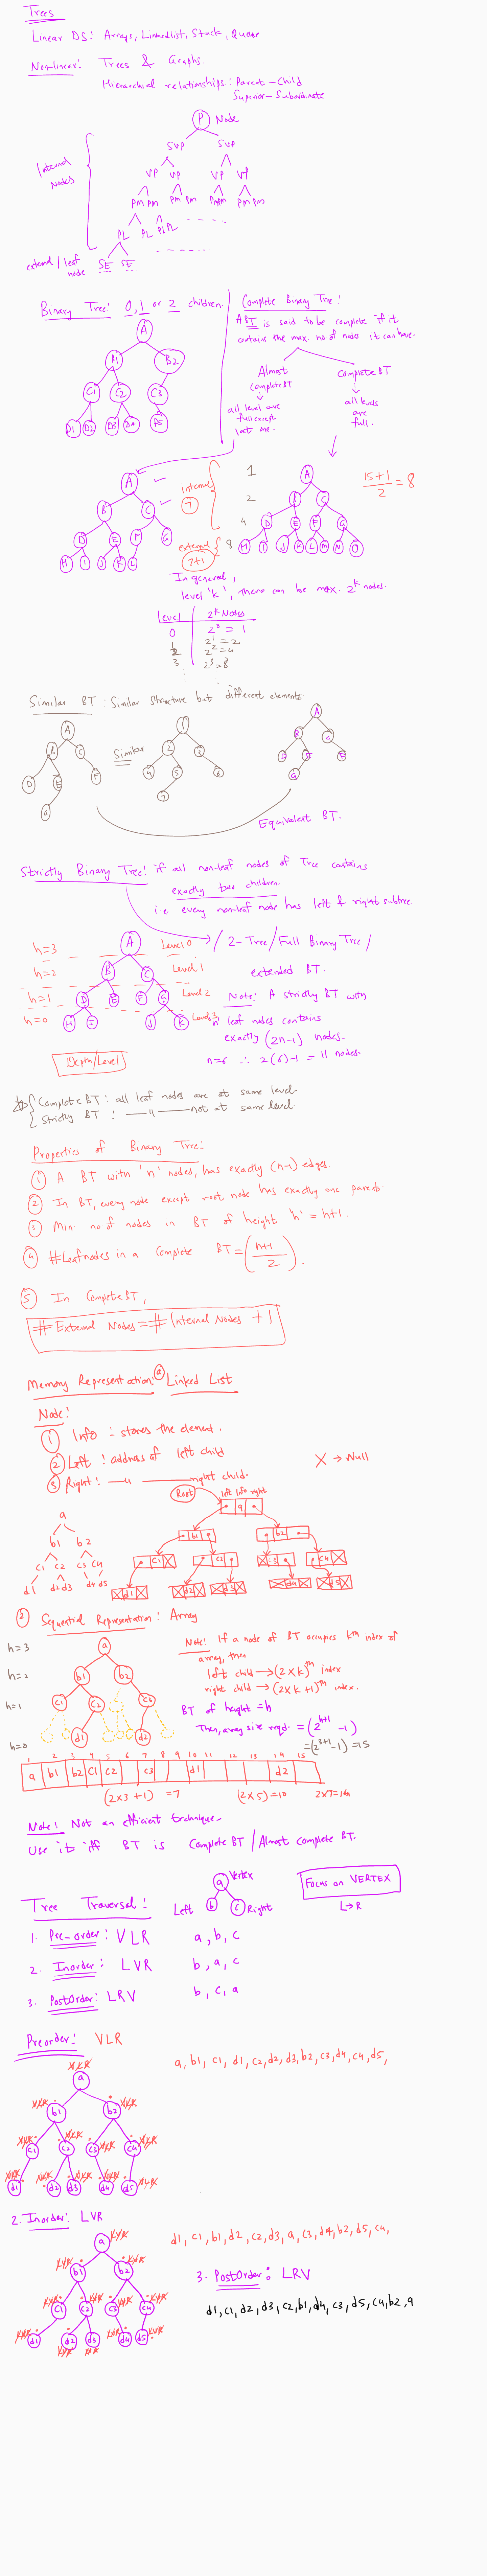 Trees
Linear DS: Arrays, Linkedlist, Stack, Queue
Non-linear: Trees & Graphs
Hierarchial relationships: Parent-Child
Superior-Subordinate
P Node
SVP SVP
Internal nodes
VP VP VP VP
PM PM PM PM PM PM PM PM
PL PL PL PL
external/leaf node SE SE
Binary Tree: 0, 1 or 2 children.
A
B1 B2
C1 C2 C3
D1 D2 D3 D4 D5
Complete Binary Tree:
A BT is said to be complete if it
contains the max. no of nodes it can have.
Almost complete BT
all level are full except last one.
Complete BT
all levels are full.
A
B C
D E F G
H I J K L
internal 7
external 7+1
1
2
4
8
A
B C
D E F G
H I J K L M N O
15+1/2 = 8
In general,
level 'k', there can be max. 2^k nodes.
level 2^k Nodes
0 2^0 = 1
1 2^1 = 2
2 2^2 = 4
3 2^3 = 8
Similar BT: Similar structure but different elements
A
B C
D E F
G
Similar
1
2 3
4 5 6
7
A
B C
D E F
G
Equivalent BT.
Strictly Binary Tree: if all non-leaf nodes of Tree contains
exactly two children.
i.e every non-leaf node has left & right subtree.
/ 2-Tree/Full Binary Tree/
extended BT.
h=3 A Level 0
h=2 B C Level 1
h=1 D E F G Level 2
h=0 H I J K Level 3
Depth/Level
Note: A strictly BT with
'n' leaf nodes contains
exactly (2n-1) nodes.
n=6 ∴ 2(6)-1 = 11 nodes.
Complete BT: all leaf nodes are at same level.
Strictly BT: —"— not at same level.
Properties of Binary Tree:
1 A BT with 'n' nodes, has exactly (n-1) edges.
2 In BT, every node except root node has exactly one parent.
3 Min. no of nodes in BT of height 'h' = h+1.
4 #Leafnodes in a Complete BT = (n+1/2).
5 In Complete BT,
# External Nodes = # Internal Nodes + 1
Memory Representation: 1 Linked List
Node:
1 Info: stores the element.
2 Left: address of left child
3 Right: —"— right child.
X → Null
Root left Info right
a
b1 b2
c1 c2 c3 c4
d1 d2 d3 d4 d5
a
b1 b2
c1 c2 c3 c4
d1 d2 d3 d4 d5
2 Sequential Representation: Array
h=3 a
h=2 b1 b2
h=1 c1 c2 c3
h=0 d1 d2
Note: If a node of BT occupies kth index of
array, then
left child → (2×k)th index
right child → (2×k+1)th index.
BT of height = h
Then, array size reqd. = (2^h+1 - 1)
= (2^3+1 - 1) = 15
1 2 3 4 5 6 7 8 9 10 11 12 13 14 15
a b1 b2 c1 c2 c3 d1 d2
(2×3+1) = 7 (2×5) = 10 2×7=14
Note: Not an efficient technique.
Use it iff BT is Complete BT/Almost complete BT.
Tree Traversal:
a Vertex
Left b c Right
Focus on VERTEX
L→R
1. Pre-order: VLR a, b, c
2. Inorder: LVR b, a, c
3. PostOrder: LRV b, c, a
Preorder: VLR
a, b1, c1, d1, c2, d2, d3, b2, c3, d4, c4, d5,
VLR
a
b1 b2
c1 c2 c3 c4
d1 d2 d3 d4 d5
2. Inorder: LVR
d1, c1, b1, d2, c2, d3, a, c3, d4, b2, d5, c4,
a
b1 b2
c1 c2 c3 c4
d1 d2 d3 d4 d5
3. PostOrder: LRV
d1, c1, d2, d3, c2, b1, d4, c3, d5, c4, b2, a